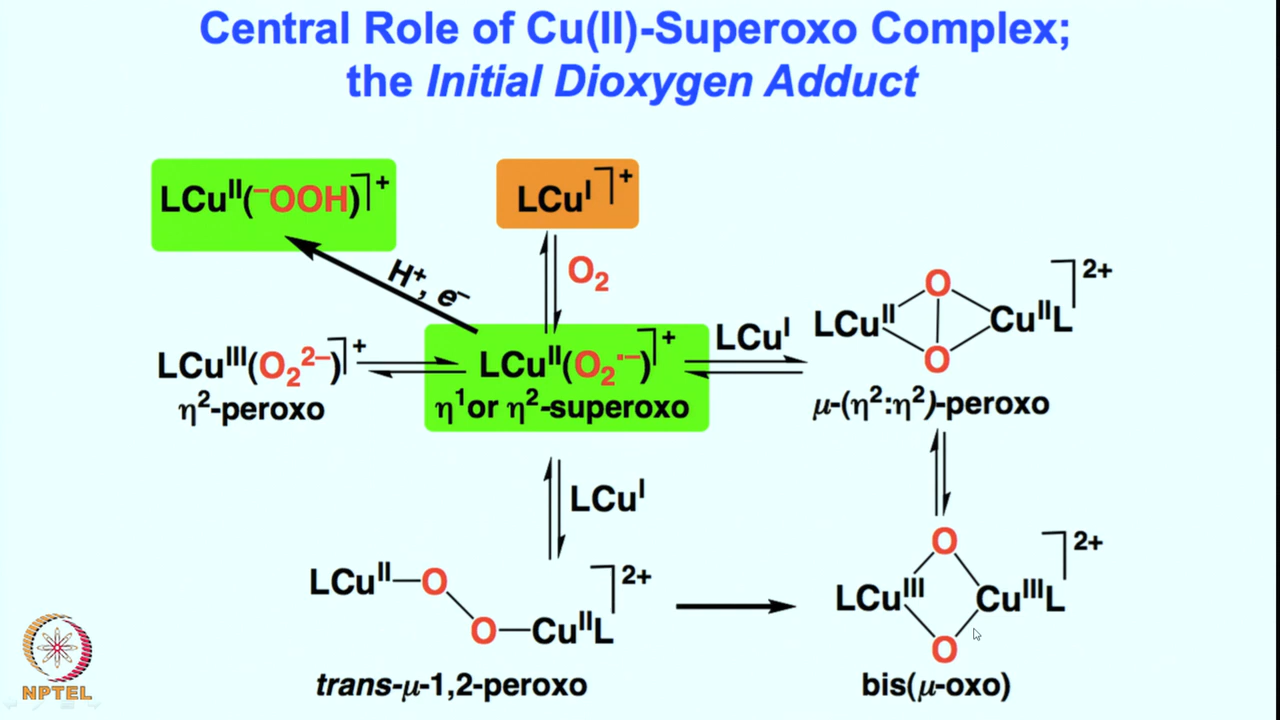 Central Role of Cu(II)-Superoxo Complex;
the Initial Dioxygen Adduct
LCuᴵᴵ(⁻OOH)⁺
LCuᴵ⁺
H⁺, e⁻
O₂
LCuᴵᴵᴵ(O₂²⁻)⁺
η²-peroxo
LCuᴵᴵ(O₂·⁻)⁺
η¹or η²-superoxo
LCuᴵ
LCuᴵᴵ O O CuᴵᴵL 2+
μ-(η²:η²)-peroxo
LCuᴵ
LCuᴵᴵ–O
O–CuᴵᴵL 2+
trans-μ-1,2-peroxo
LCuᴵᴵᴵ O O CuᴵᴵᴵL 2+
bis(μ-oxo)
NPTEL